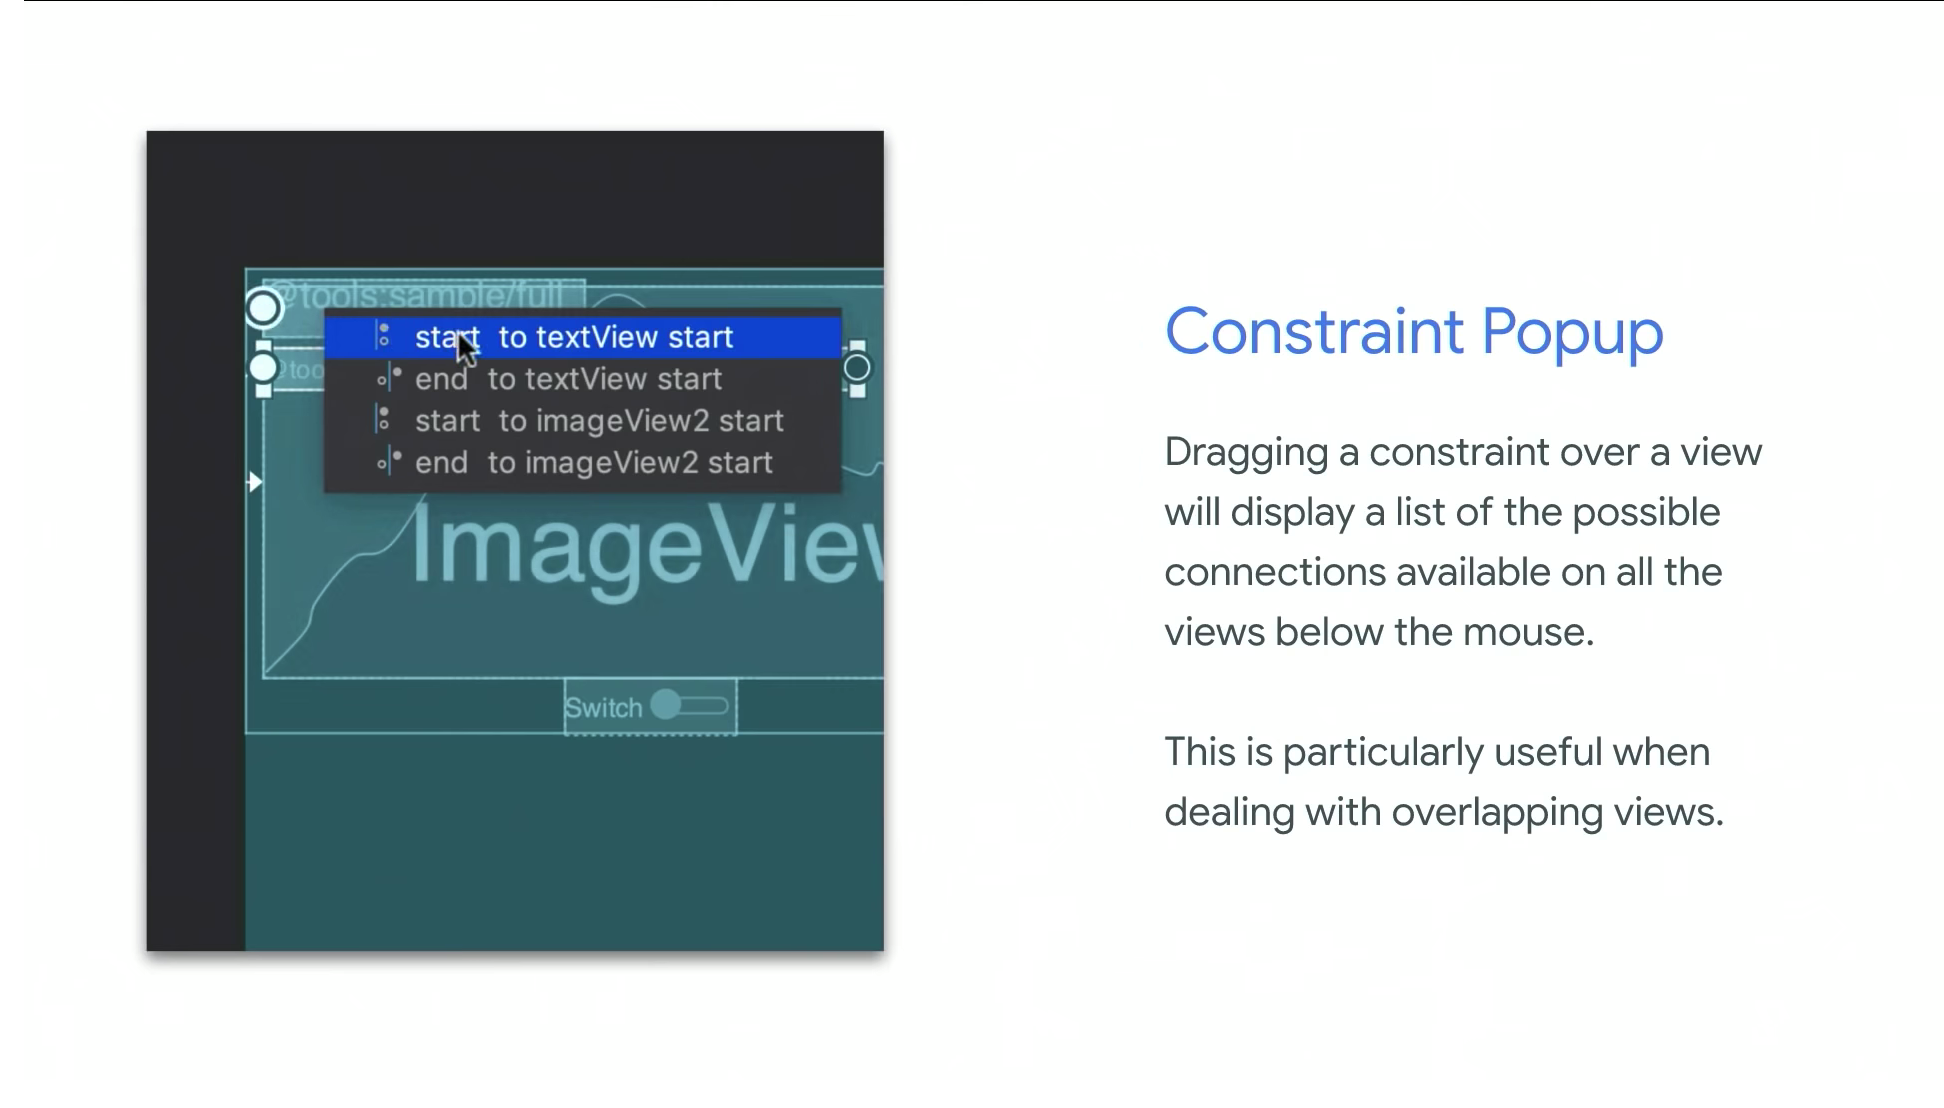 @tools:sample/full
start to textView start
end to textView start
start to imageView2 start
end to imageView2 start
@too
ImageView
Switch
Constraint Popup
Dragging a constraint over a view
will display a list of the possible
connections available on all the
views below the mouse.
This is particularly useful when
dealing with overlapping views.